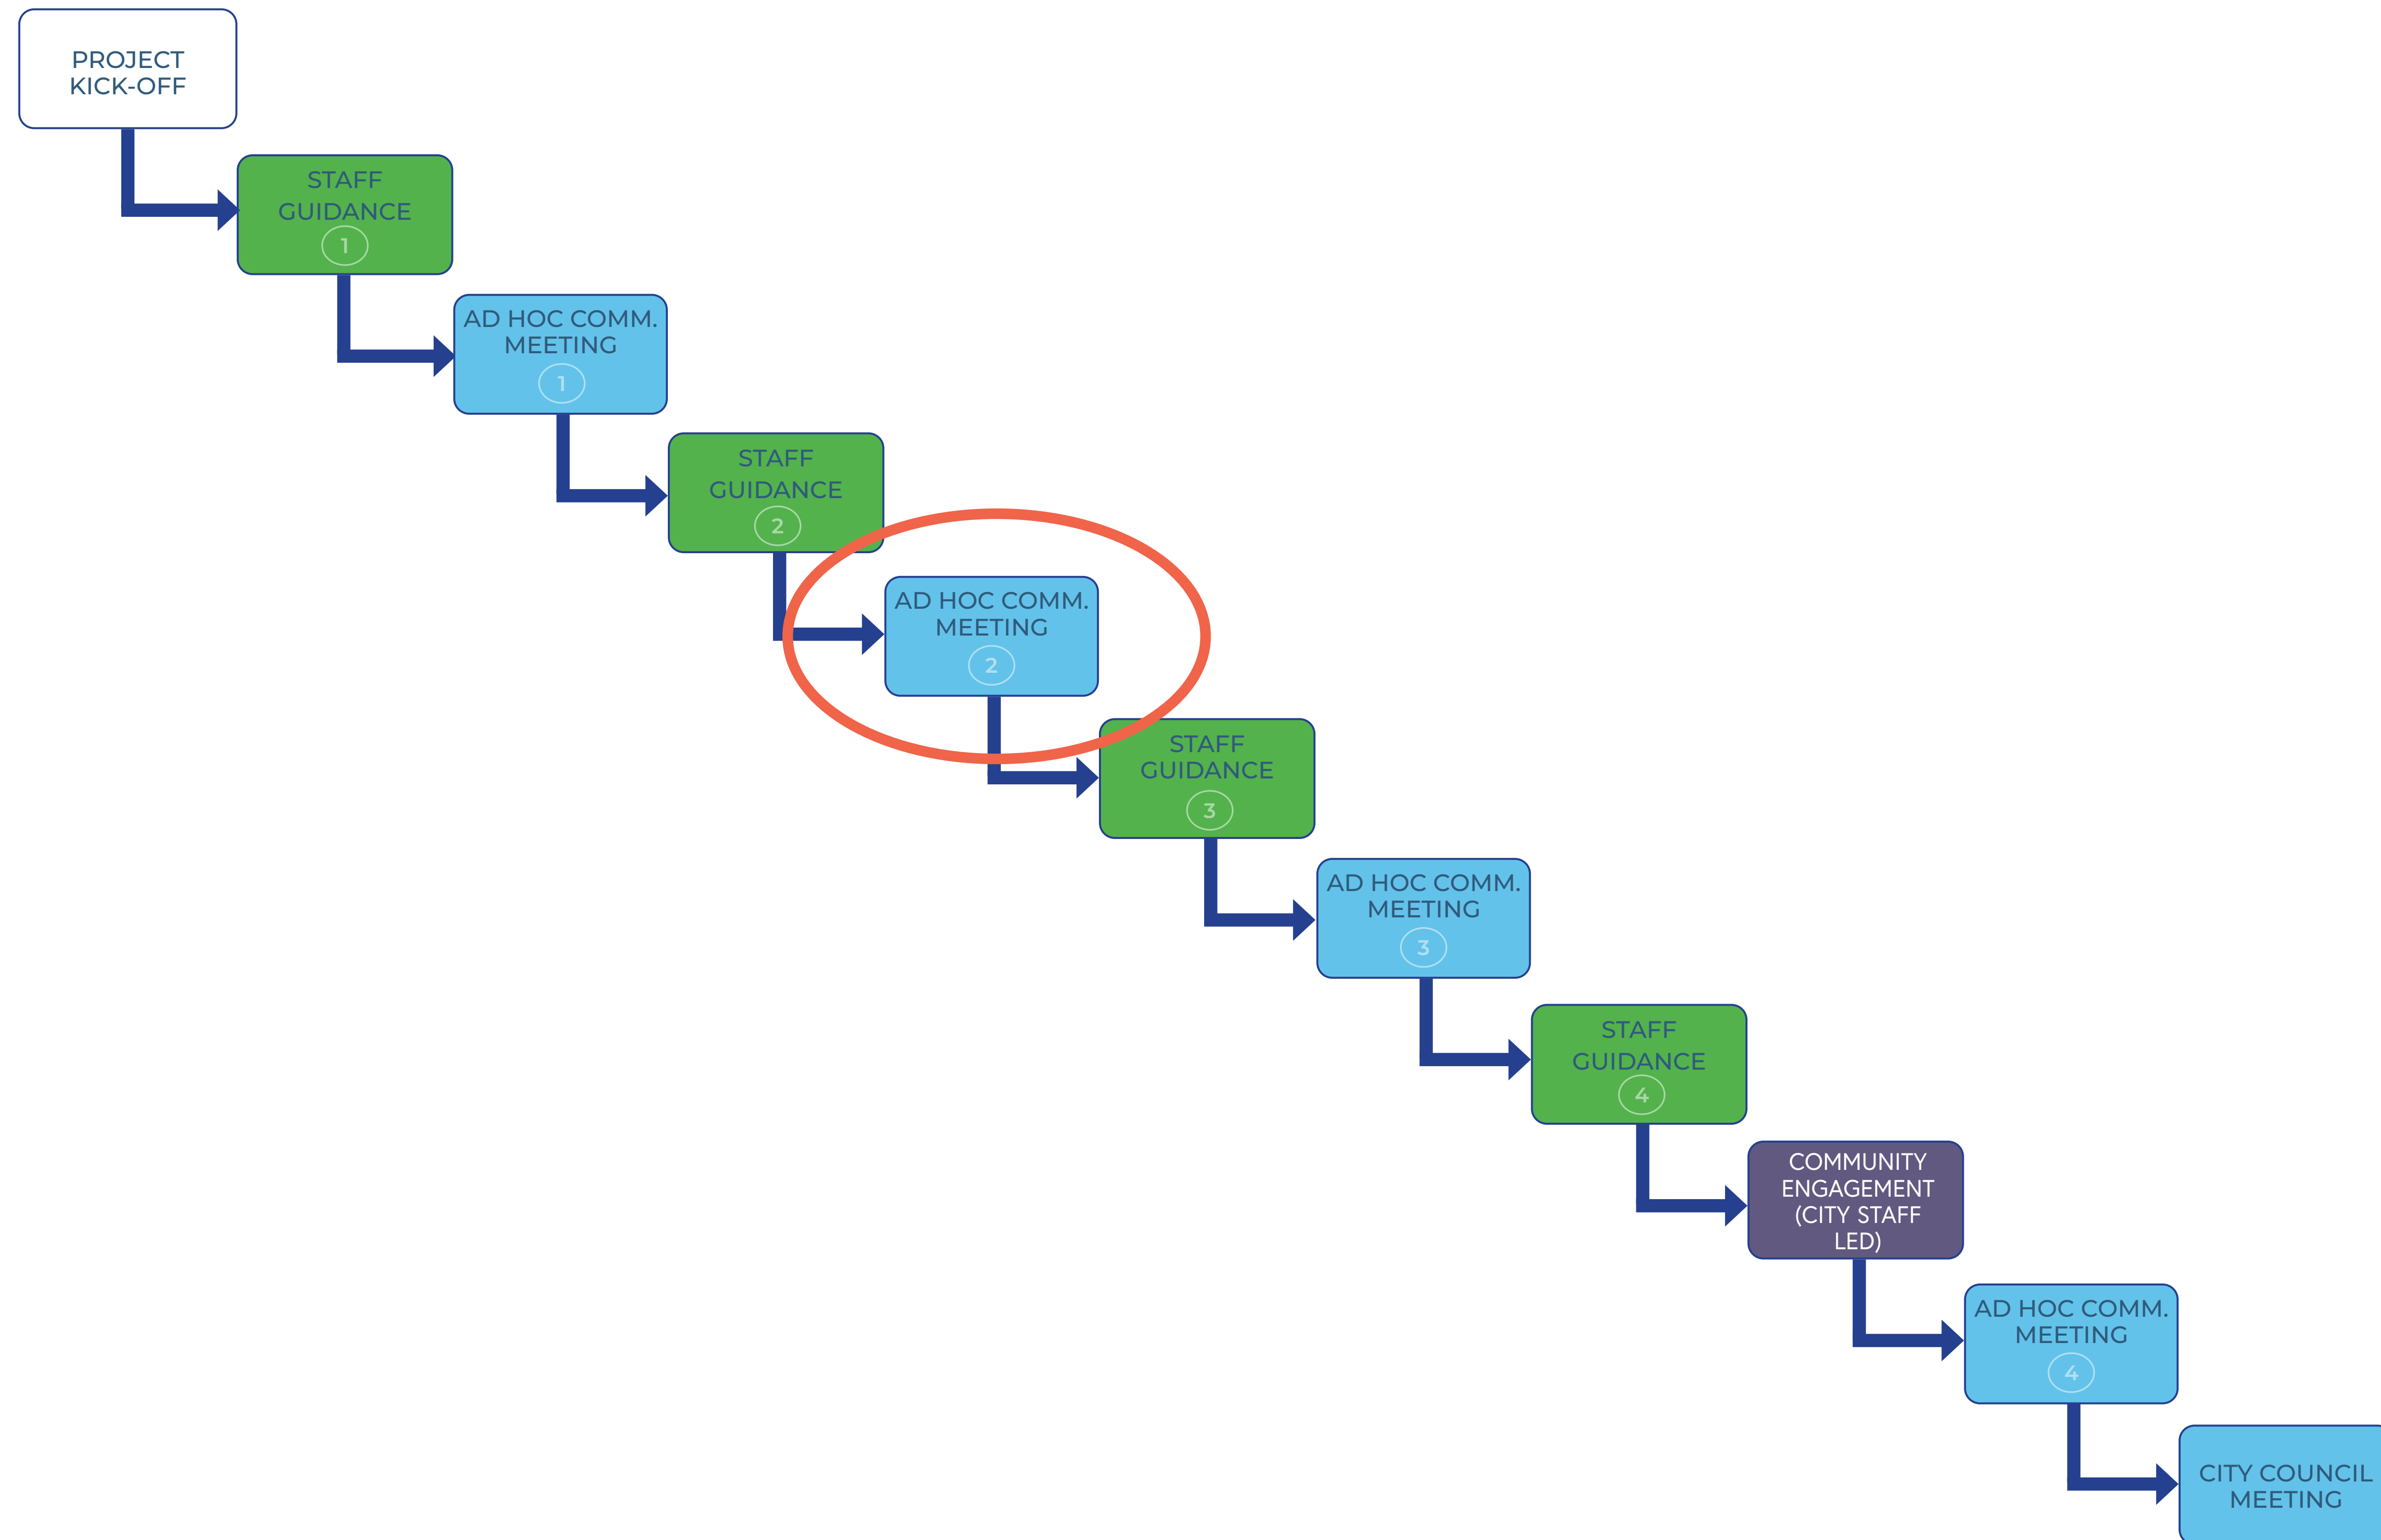 PROJECT
KICK-OFF
STAFF
GUIDANCE
1
AD HOC COMM.
MEETING
1
STAFF
GUIDANCE
2
AD HOC COMM.
MEETING
2
STAFF
GUIDANCE
3
AD HOC COMM.
MEETING
3
STAFF
GUIDANCE
4
COMMUNITY
ENGAGEMENT
(CITY STAFF
LED)
AD HOC COMM.
MEETING
4
CITY COUNCIL
MEETING